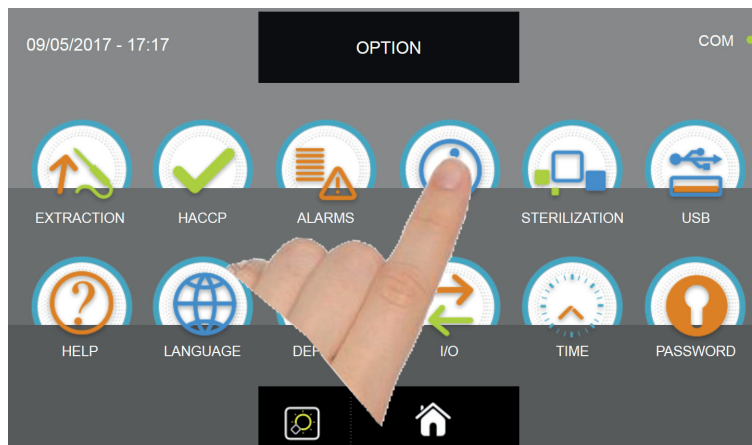 09/05/2017 - 17:17
OPTION
COM
EXTRACTION
HACCP
ALARMS
STERILIZATION
USB
HELP
LANGUAGE
I/O
TIME
PASSWORD